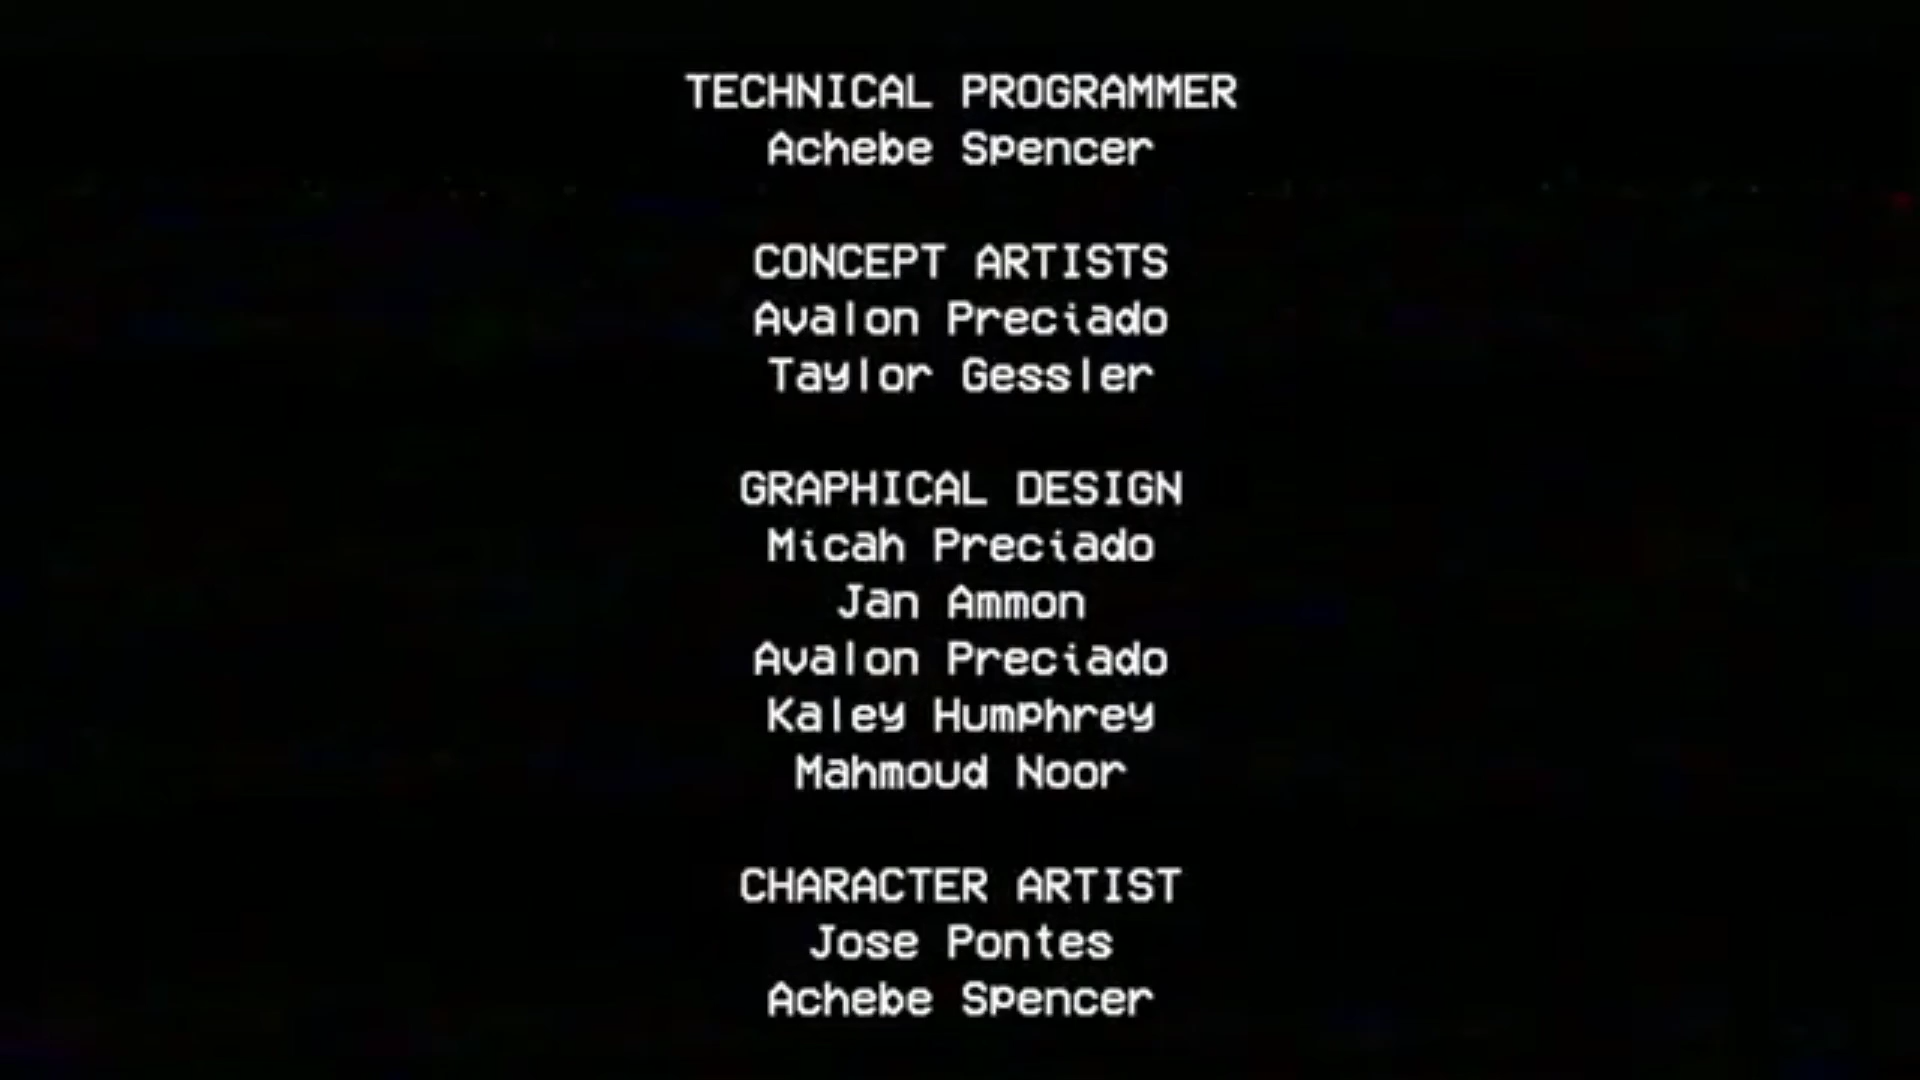 TECHNICAL PROGRAMMER
Achebe Spencer
CONCEPT ARTISTS
Avalon Preciado
Taylor Gessler
GRAPHICAL DESIGN
Micah Preciado
Jan Ammon
Avalon Preciado
Kaley Humphrey
Mahmoud Noor
CHARACTER ARTIST
Jose Pontes
Achebe Spencer